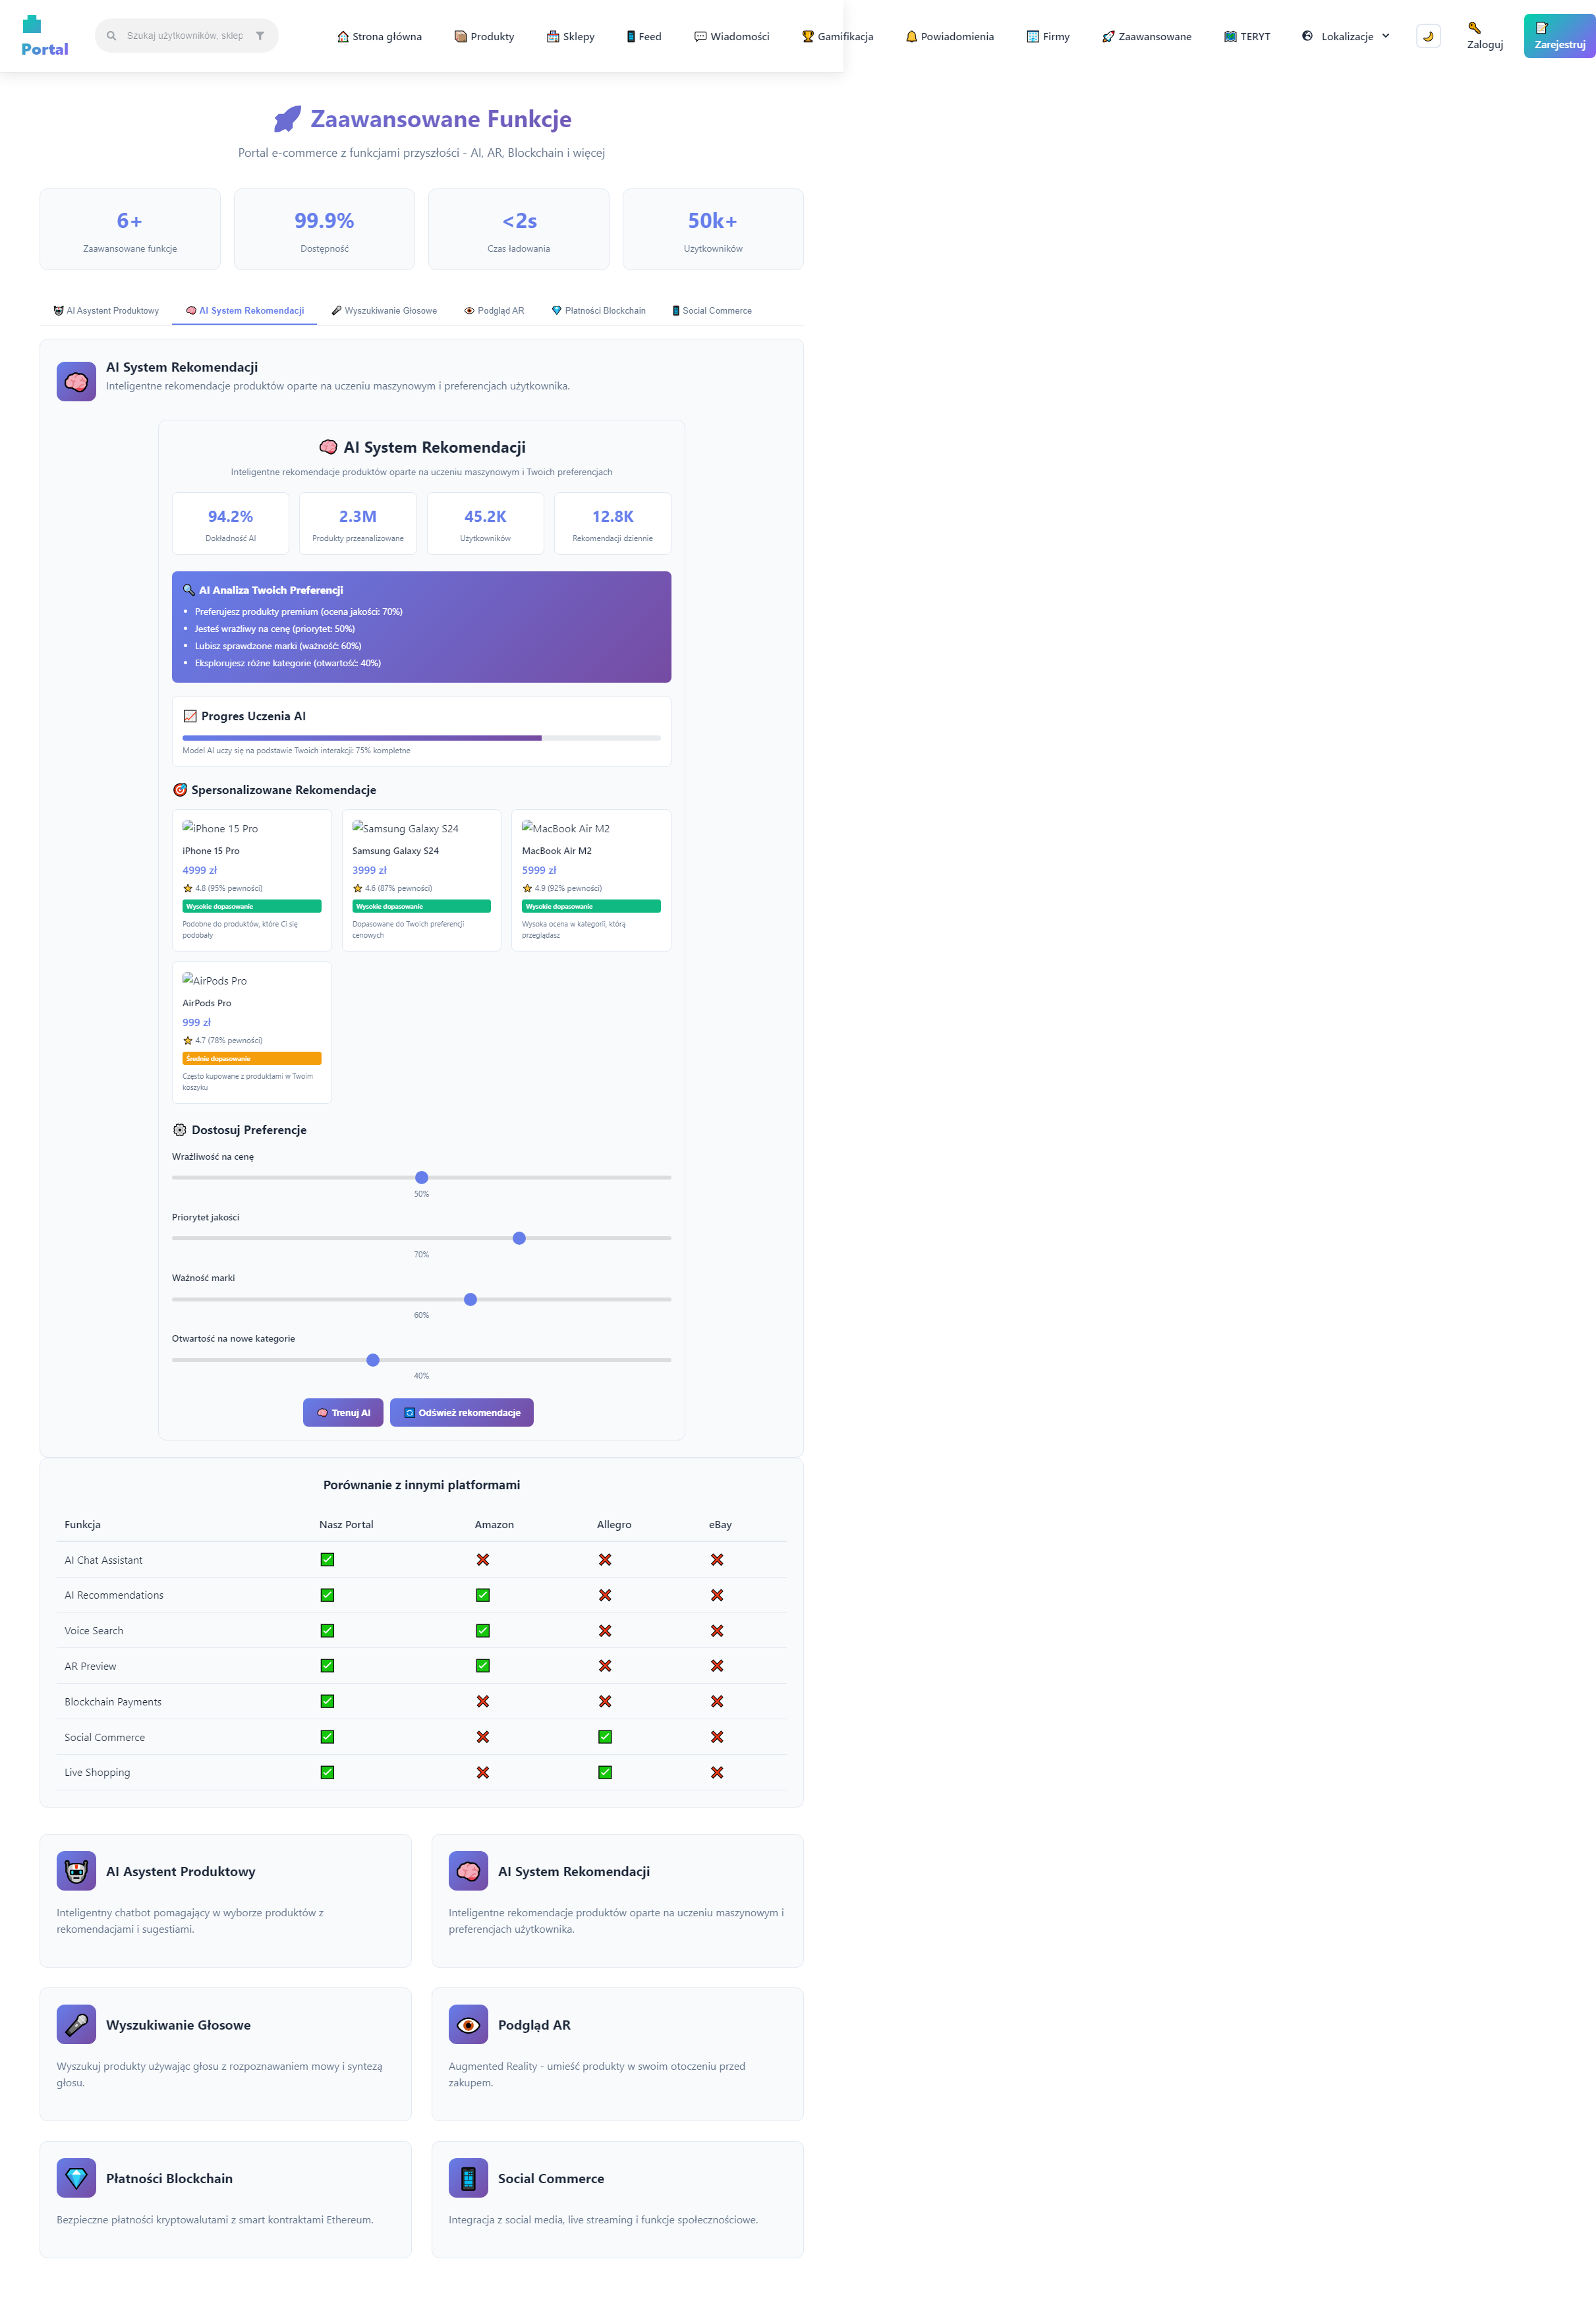 Portal
Szukaj użytkowników, sklep
Strona główna
Produkty
Sklepy
Feed
Wiadomości
Gamifikacja
Powiadomienia
Firmy
Zaawansowane
TERYT
Lokalizacje
Zaloguj
Zarejestruj
Zaawansowane Funkcje
Portal e-commerce z funkcjami przyszłości - AI, AR, Blockchain i więcej
6+
Zaawansowane funkcje
99.9%
Dostępność
<2s
Czas ładowania
50k+
Użytkowników
AI Asystent Produktowy
AI System Rekomendacji
Wyszukiwanie Głosowe
Podgląd AR
Płatności Blockchain
Social Commerce
AI System Rekomendacji
Inteligentne rekomendacje produktów oparte na uczeniu maszynowym i preferencjach użytkownika.
AI System Rekomendacji
Inteligentne rekomendacje produktów oparte na uczeniu maszynowym i Twoich preferencjach
94.2%
Dokładność AI
2.3M
Produkty przeanalizowane
45.2K
Użytkowników
12.8K
Rekomendacji dziennie
AI Analiza Twoich Preferencji
• Preferujesz produkty premium (ocena jakości: 70%)
• Jesteś wrażliwy na cenę (priorytet: 50%)
• Lubisz sprawdzone marki (ważność: 60%)
• Eksplorujesz różne kategorie (otwartość: 40%)
Progres Uczenia AI
Model AI uczy się na podstawie Twoich interakcji: 75% kompletne
Spersonalizowane Rekomendacje
iPhone 15 Pro
iPhone 15 Pro
4999 zł
4.8 (95% pewności)
Wysokie dopasowanie
Podobne do produktów, które Ci się
podobały
Samsung Galaxy S24
Samsung Galaxy S24
3999 zł
4.6 (87% pewności)
Wysokie dopasowanie
Dopasowane do Twoich preferencji
cenowych
MacBook Air M2
MacBook Air M2
5999 zł
4.9 (92% pewności)
Wysokie dopasowanie
Wysoka ocena w kategorii, którą
przeglądasz
AirPods Pro
AirPods Pro
999 zł
4.7 (78% pewności)
Średnie dopasowanie
Często kupowane z produktami w Twoim
koszyku
Dostosuj Preferencje
Wrażliwość na cenę
50%
Priorytet jakości
70%
Ważność marki
60%
Otwartość na nowe kategorie
40%
Trenuj AI
Odśwież rekomendacje
Porównanie z innymi platformami
Funkcja Nasz Portal Amazon Allegro eBay
AI Chat Assistant ✅ ❌ ❌ ❌
AI Recommendations ✅ ✅ ❌ ❌
Voice Search ✅ ✅ ❌ ❌
AR Preview ✅ ✅ ❌ ❌
Blockchain Payments ✅ ❌ ❌ ❌
Social Commerce ✅ ❌ ✅ ❌
Live Shopping ✅ ❌ ✅ ❌
AI Asystent Produktowy
Inteligentny chatbot pomagający w wyborze produktów z
rekomendacjami i sugestiami.
AI System Rekomendacji
Inteligentne rekomendacje produktów oparte na uczeniu maszynowym i
preferencjach użytkownika.
Wyszukiwanie Głosowe
Wyszukuj produkty używając głosu z rozpoznawaniem mowy i syntezą
głosu.
Podgląd AR
Augmented Reality - umieść produkty w swoim otoczeniu przed
zakupem.
Płatności Blockchain
Bezpieczne płatności kryptowalutami z smart kontraktami Ethereum.
Social Commerce
Integracja z social media, live streaming i funkcje społecznościowe.